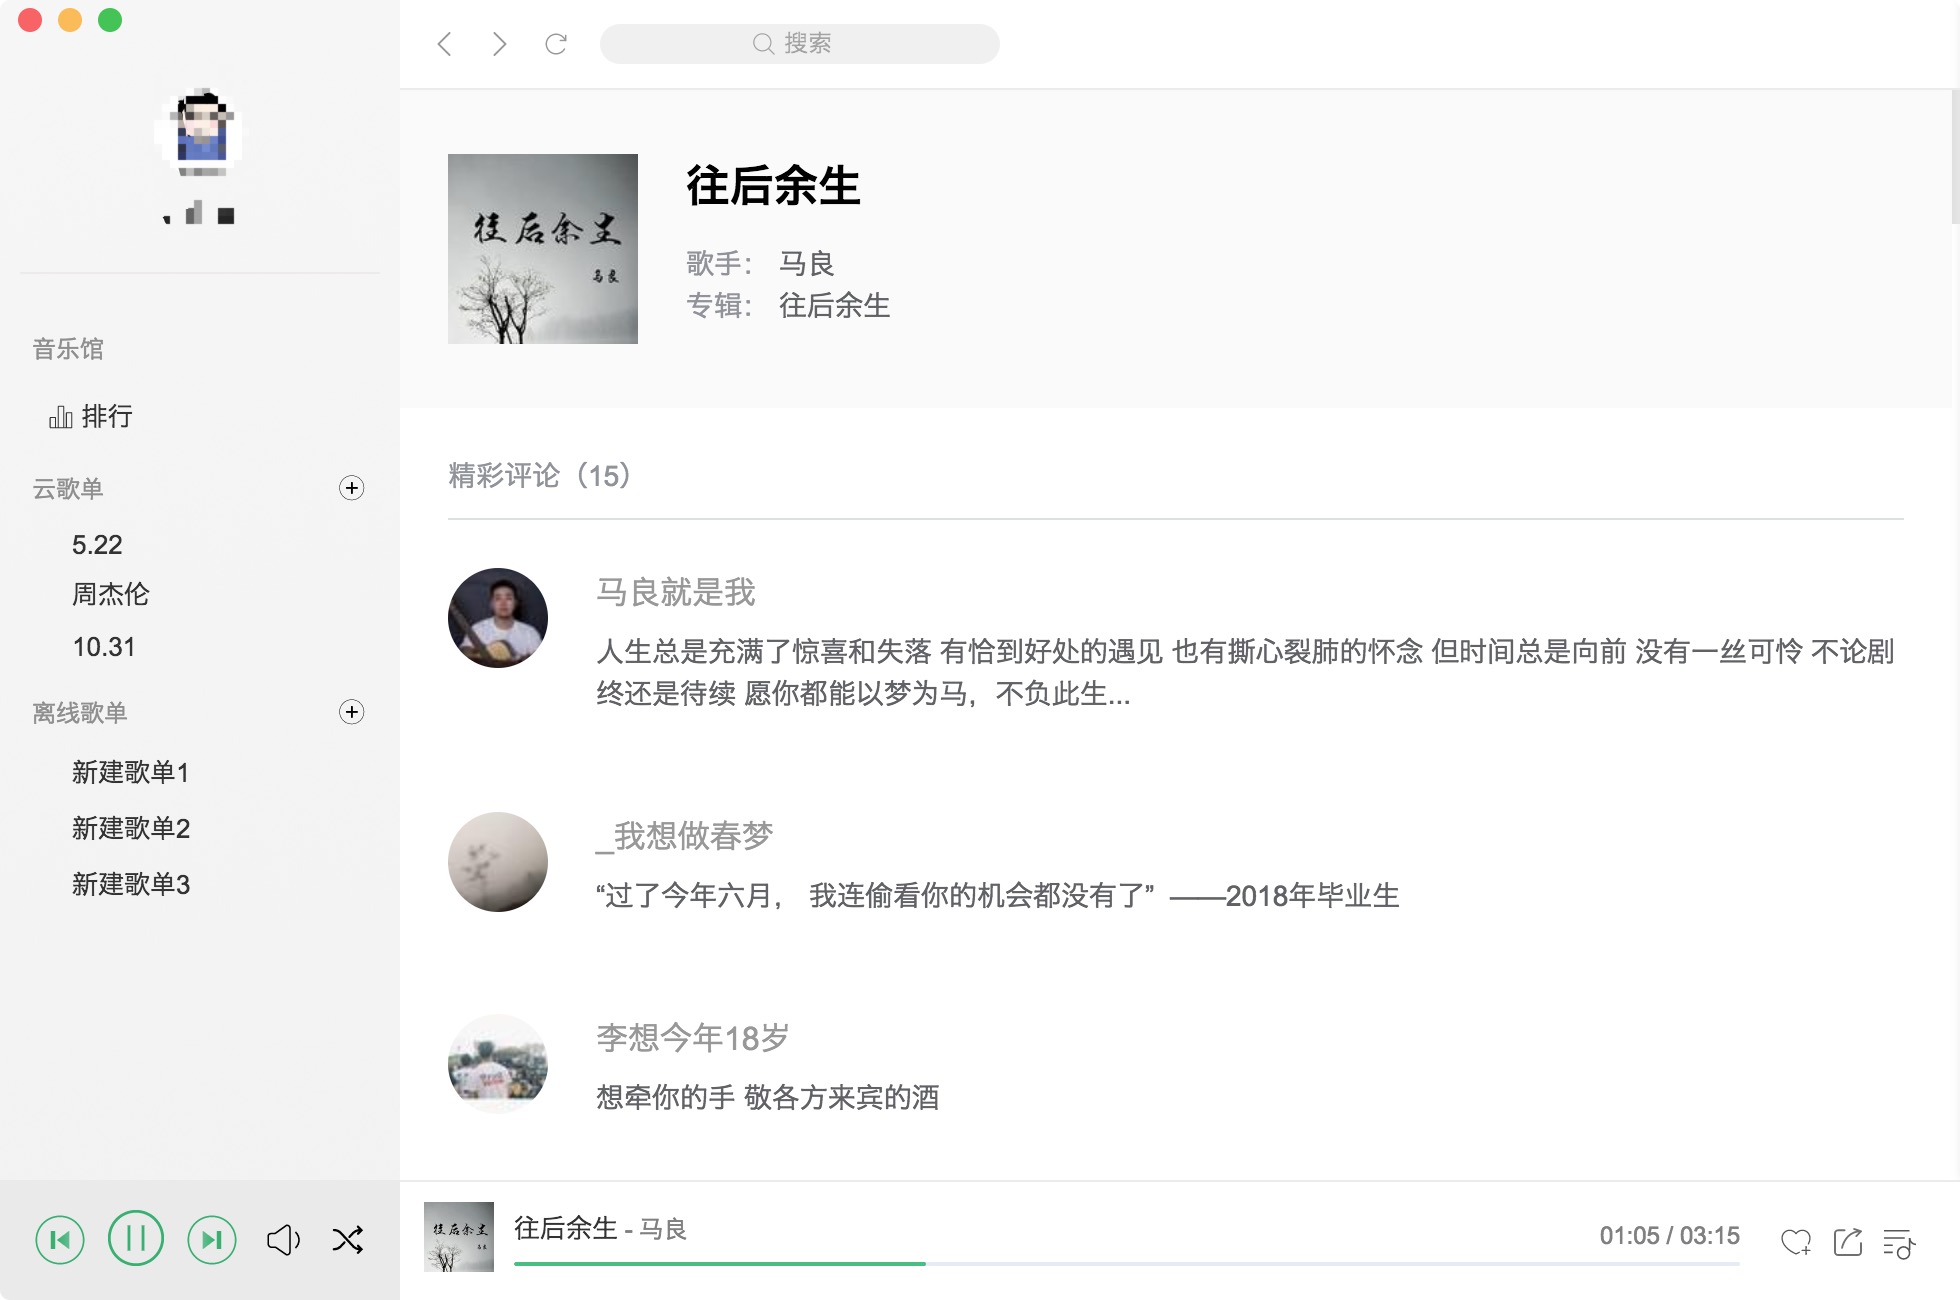 搜索
音乐馆
排行
云歌单
5.22
周杰伦
10.31
离线歌单
新建歌单1
新建歌单2
新建歌单3
往后余生
马良
往后余生
歌手： 马良
专辑： 往后余生
精彩评论（15）
马良就是我
人生总是充满了惊喜和失落 有恰到好处的遇见 也有撕心裂肺的怀念 但时间总是向前 没有一丝可怜 不论剧
终还是待续 愿你都能以梦为马，不负此生...
_我想做春梦
“过了今年六月， 我连偷看你的机会都没有了” ——2018年毕业生
李想今年18岁
想牵你的手 敬各方来宾的酒
往后余生
往后余生 - 马良
01:05 / 03:15